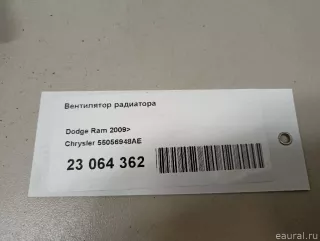 Вентилятор радиатора
Dodge Ram 2009>
Chrysler 55056948AE
23 064 362
eaural.ru